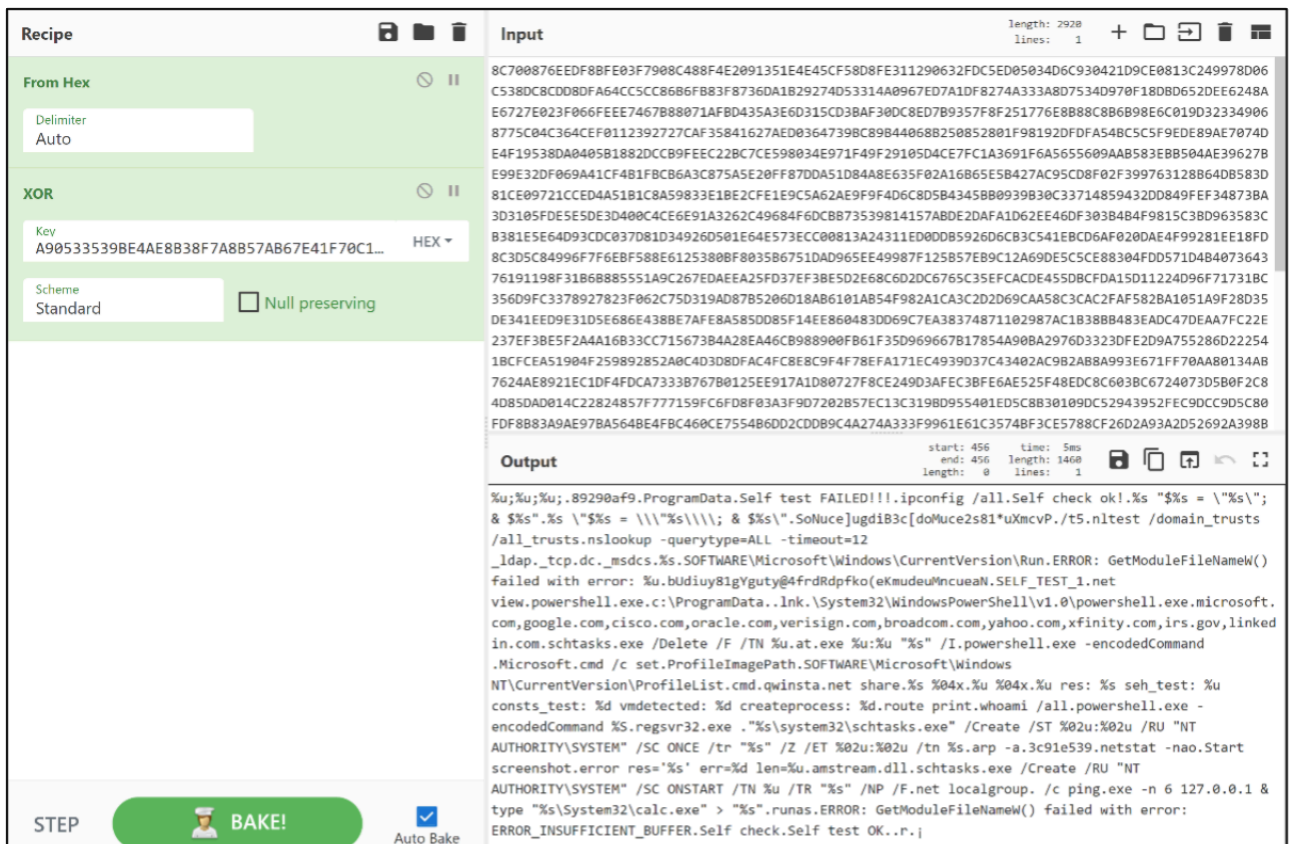 Recipe
From Hex
Delimiter
Auto
XOR
Key
A90533539BE4AE8B38F7A8B57AB67E41F70C1...
HEX
Scheme
Standard
Null preserving
STEP
BAKE!
Auto Bake
Input
length: 2920
lines: 1
8C700876EEDF8BFE03F7908C488F4E2091351E4E45CF58D8FE311290632FDC5ED05034D6C930421D9CE0813C249978D06
C538DC8CDD8DFA64CC5CC86B6FB83F8736DA1B29274D53314A0967ED7A1DF8274A333A8D7534D970F18DBD652DEE6248A
E6727E023F066FEEE7467B88071AFBD435A3E6D315CD3BAF30DC8ED7B9357F8F251776E8B88C8B6B98E6C019D32334906
8775C04C364CEF0112392727CAF35841627AED0364739BC89B44068B250852801F98192DFDFA54BC5C5F9EDE89AE7074D
E4F19538DA0405B1882DCCB9FEEC22BC7CE598034E971F49F29105D4CE7FC1A3691F6A5655609AAB583EBB504AE39627B
E99E32DF069A41CF4B1FBCB6A3C875A5E20FF87DDA51D84A8E635F02A16B65E5B427AC95CD8F02F399763128B64DB583D
81CE09721CCED4A51B1C8A59833E1BE2CFE1E9C5A62AE9F9F4D6C8D5B4345BB0939B30C33714859432DD849FEF34873BA
3D3105FDE5E5DE3D400C4CE6E91A3262C49684F6DCBB73539814157ABDE2DAFA1D62EE46DF303B4B4F9815C3BD963583C
B381E5E64D93CDC037D81D34926D501E64E573ECC00813A24311ED0DDB5926D6CB3C541EBCD6AF020DAE4F99281EE18FD
8C3D5C84996F7F6EBF588E6125380BF8035B6751DAD965EE49987F125B57EB9C12A69DE5C5CE88304FDD571D4B4073643
76191198F31B6B885551A9C267EDAEEA25FD37EF3BE5D2E68C6D2DC6765C35EFCACDE455DBCFDA15D11224D96F71731BC
356D9FC3378927823F062C75D319AD87B5206D18AB6101AB54F982A1CA3C2D2D69CAA58C3CAC2FAF582BA1051A9F28D35
DE341EED9E31D5E686E438BE7AFE8A585DD85F14EE860483DD69C7EA38374871102987AC1B38BB483EADC47DEAA7FC22E
237EF3BE5F2A4A16B33CC715673B4A28EA46CB988900FB61F35D969667B17854A90BA2976D3323DFE2D9A755286D22254
1BCFCEA51904F259892852A0C4D3D8DFAC4FC8E8C9F4F78EFA171EC4939D37C43402AC9B2AB8A993E671FF70AA80134AB
7624AE8921EC1DF4FDCA7333B767B0125EE917A1D80727F8CE249D3AFEC3BFE6AE525F48EDC8C603BC6724073D5B0F2C8
4D85DAD014C22824857F777159FC6FD8F03A3F9D7202B57EC13C319BD955401ED5C8B30109DC52943952FEC9DCC9D5C80
FDF8B83A9AE97BA564BE4FBC460CE7554B6DD2CDDB9C4A274A333F9961E61C3574BF3CE5788CF26D2A93A2D52692A398B
Output
start: 456
end: 456
length: 0
time: 5ms
length: 1460
lines: 1
%u;%u;%u;.89290af9.ProgramData.Self test FAILED!!!.ipconfig /all.Self check ok!.%s "$%s = \"%s\";
& $%s".%s \"$%s = \\\"%s\\\\; & $%s\".SoNuce]ugdiB3c[doMuce2s81*uXmcvP./t5.nltest /domain_trusts
/all_trusts.nslookup -querytype=ALL -timeout=12
_ldap._tcp.dc._msdcs.%s.SOFTWARE\Microsoft\Windows\CurrentVersion\Run.ERROR: GetModuleFileNameW()
failed with error: %u.bUdiuy81gYguty@4frdRdpfko(eKmudeuMncueaN.SELF_TEST_1.net
view.powershell.exe.c:\ProgramData..lnk.\System32\WindowsPowerShell\v1.0\powershell.exe.microsoft.
com,google.com,cisco.com,oracle.com,verisign.com,broadcom.com,yahoo.com,xfinity.com,irs.gov,linked
in.com.schtasks.exe /Delete /F /TN %u.at.exe %u:%u "%s" /I.powershell.exe -encodedCommand
.Microsoft.cmd /c set.ProfileImagePath.SOFTWARE\Microsoft\Windows
NT\CurrentVersion\ProfileList.cmd.qwinsta.net share.%s %04x.%u %04x.%u res: %s seh_test: %u
consts_test: %d vmdetected: %d createprocess: %d.route print.whoami /all.powershell.exe -
encodedCommand %S.regsvr32.exe ."%s\system32\schtasks.exe" /Create /ST %02u:%02u /RU "NT
AUTHORITY\SYSTEM" /SC ONCE /tr "%s" /Z /ET %02u:%02u /tn %s.arp -a.3c91e539.netstat -nao.Start
screenshot.error res='%s' err=%d len=%u.amstream.dll.schtasks.exe /Create /RU "NT
AUTHORITY\SYSTEM" /SC ONSTART /TN %u /TR "%s" /NP /F.net localgroup. /c ping.exe -n 6 127.0.0.1 &
type "%s\System32\calc.exe" > "%s".runas.ERROR: GetModuleFileNameW() failed with error:
ERROR_INSUFFICIENT_BUFFER.Self check.Self test OK..r.¡